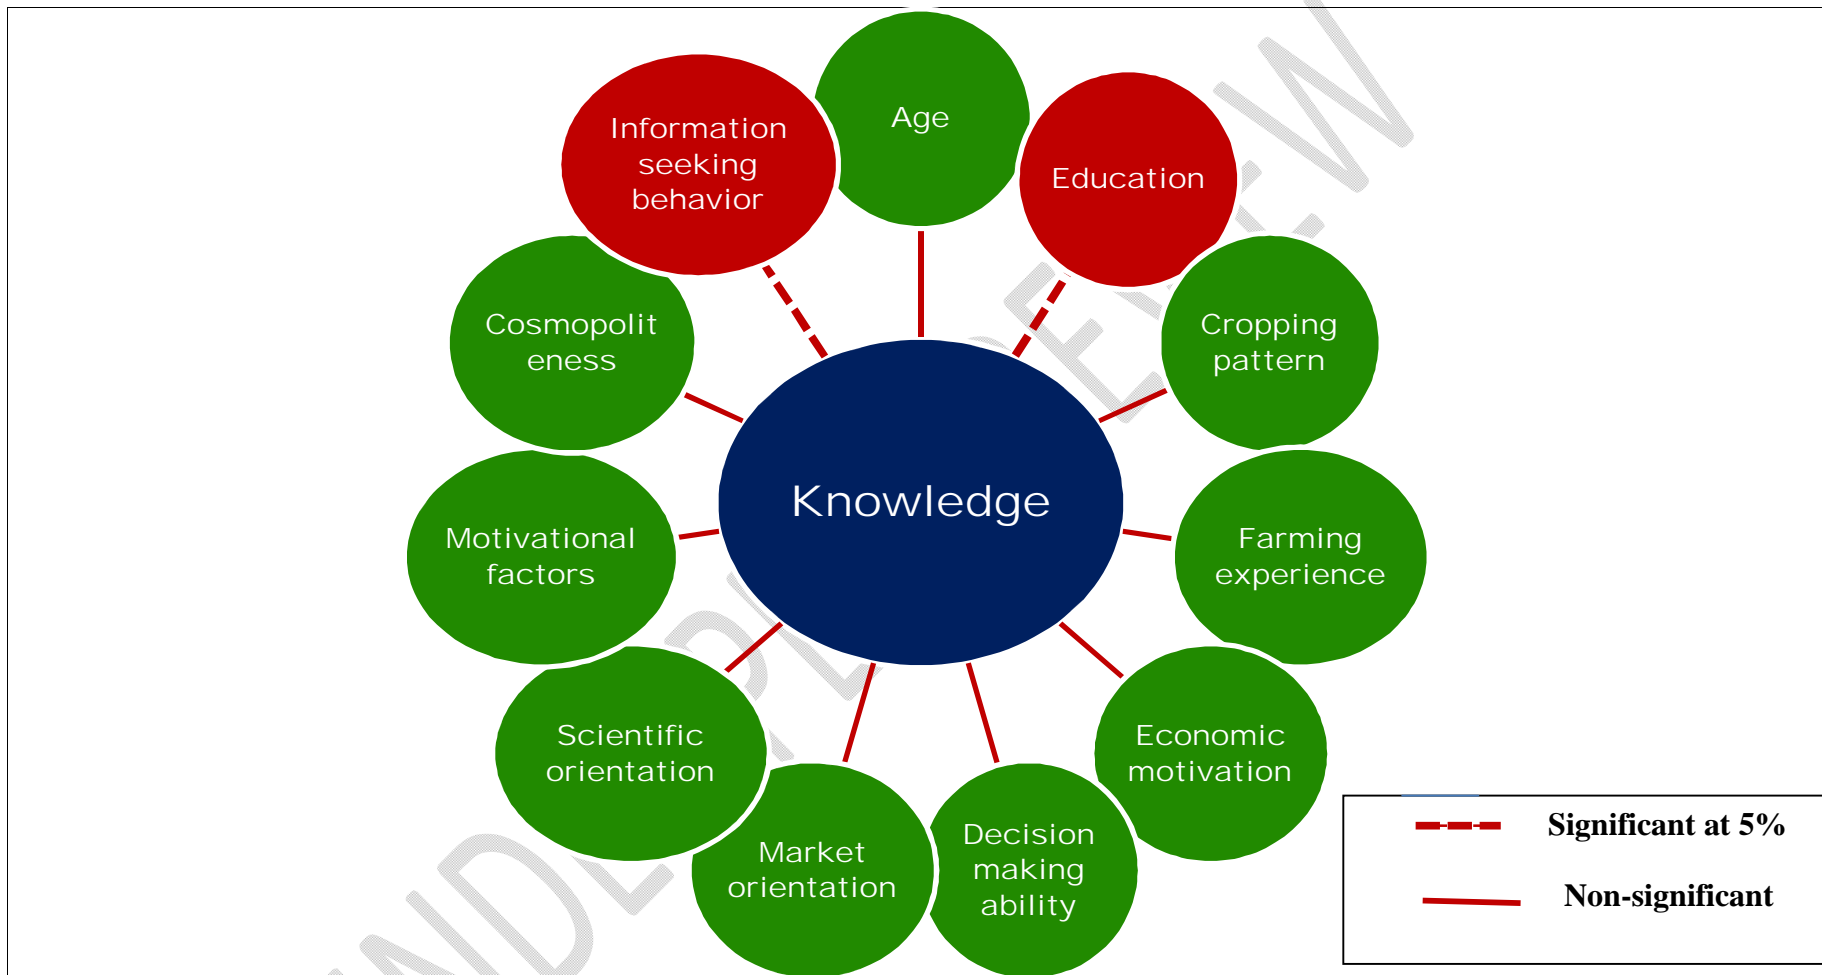 Age
Information
seeking
behavior
Education
Cosmopolit
eness
Cropping
pattern
Knowledge
Motivational
factors
Farming
experience
Scientific
orientation
Economic
motivation
Market
orientation
Decision
making
ability
Significant at 5%
Non-significant